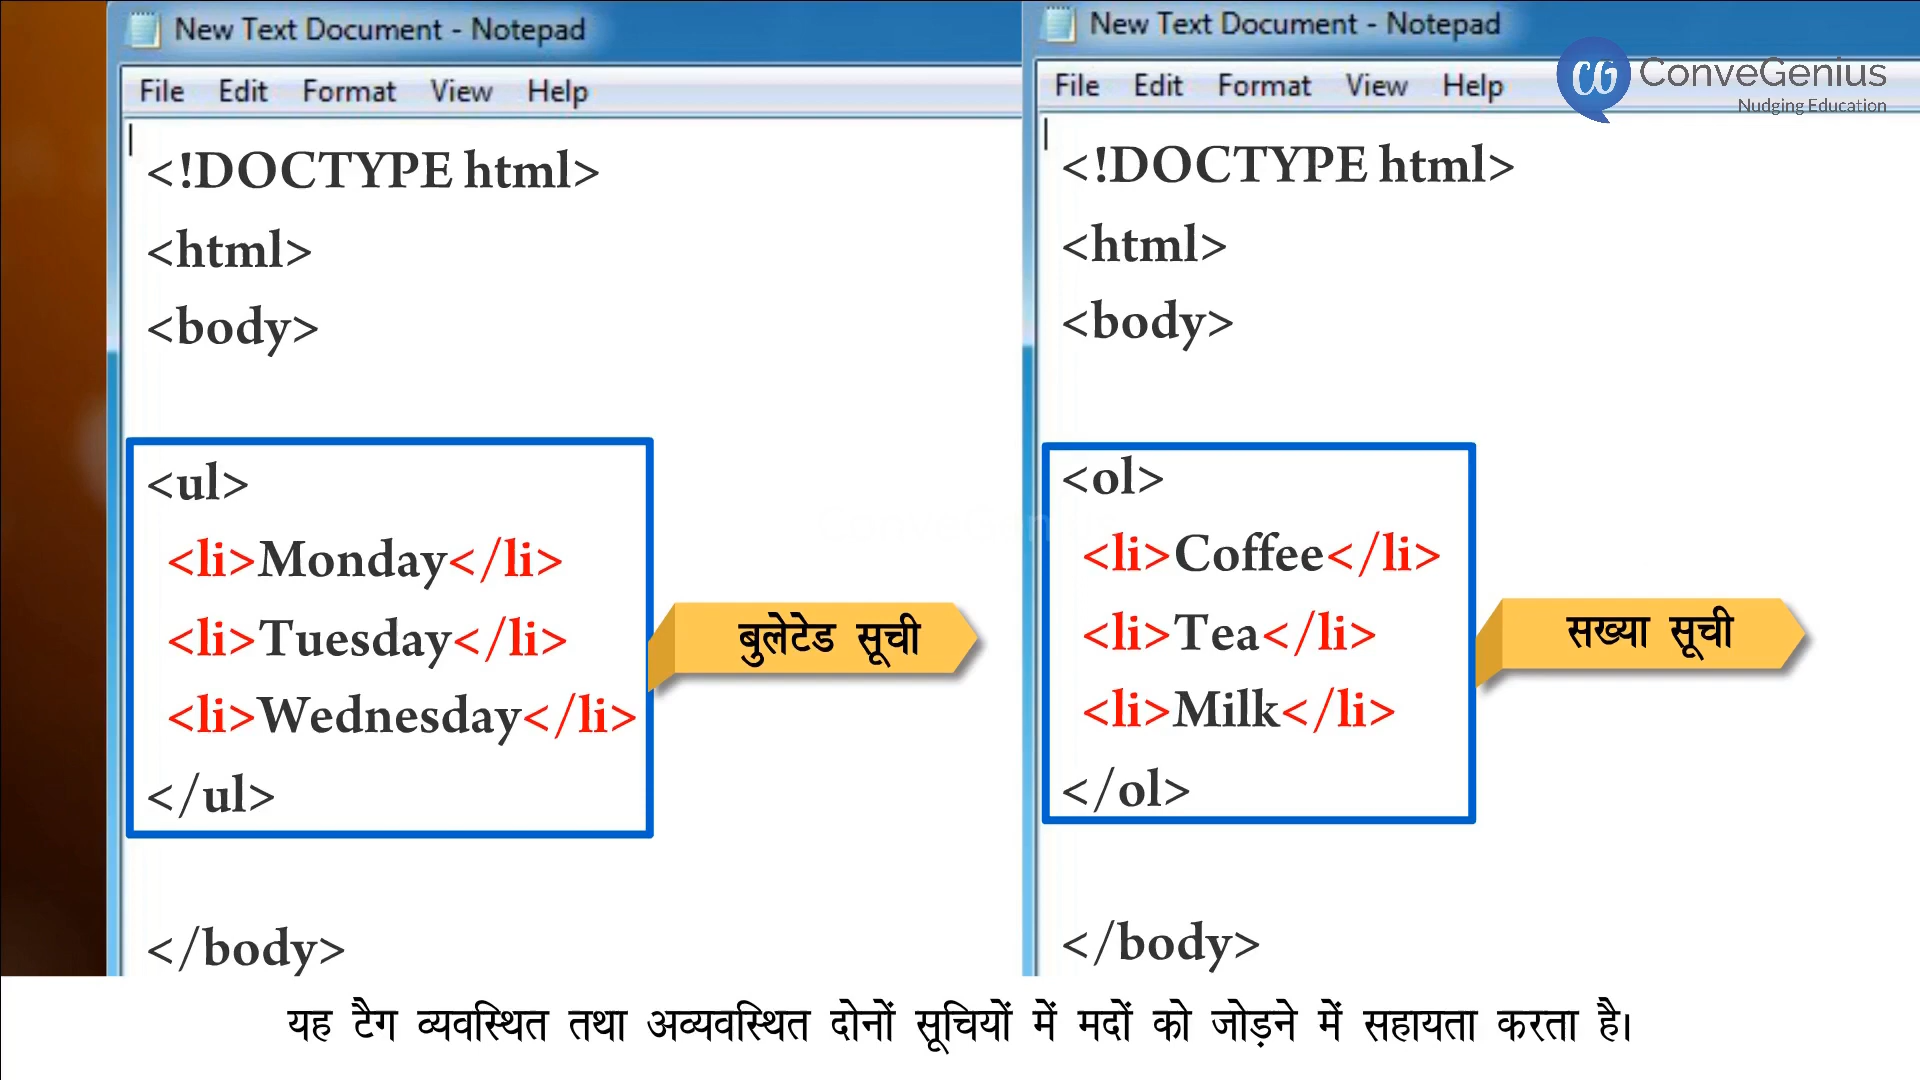 New Text Document - Notepad
File Edit Format View Help
<!DOCTYPE html>
<html>
<body>
<ul>
<li>Monday</li>
<li>Tuesday</li>
<li>Wednesday</li>
</ul>
</body>
बुलेटेड सूची
New Text Document - Notepad
File Edit Format View Help
ConveGenius
Nudging Education
<!DOCTYPE html>
<html>
<body>
<ol>
<li>Coffee</li>
<li>Tea</li>
<li>Milk</li>
</ol>
</body>
सख्या सूची
यह टैग व्यवस्थित तथा अव्यवस्थित दोनों सूचियों में मदों को जोड़ने में सहायता करता है।